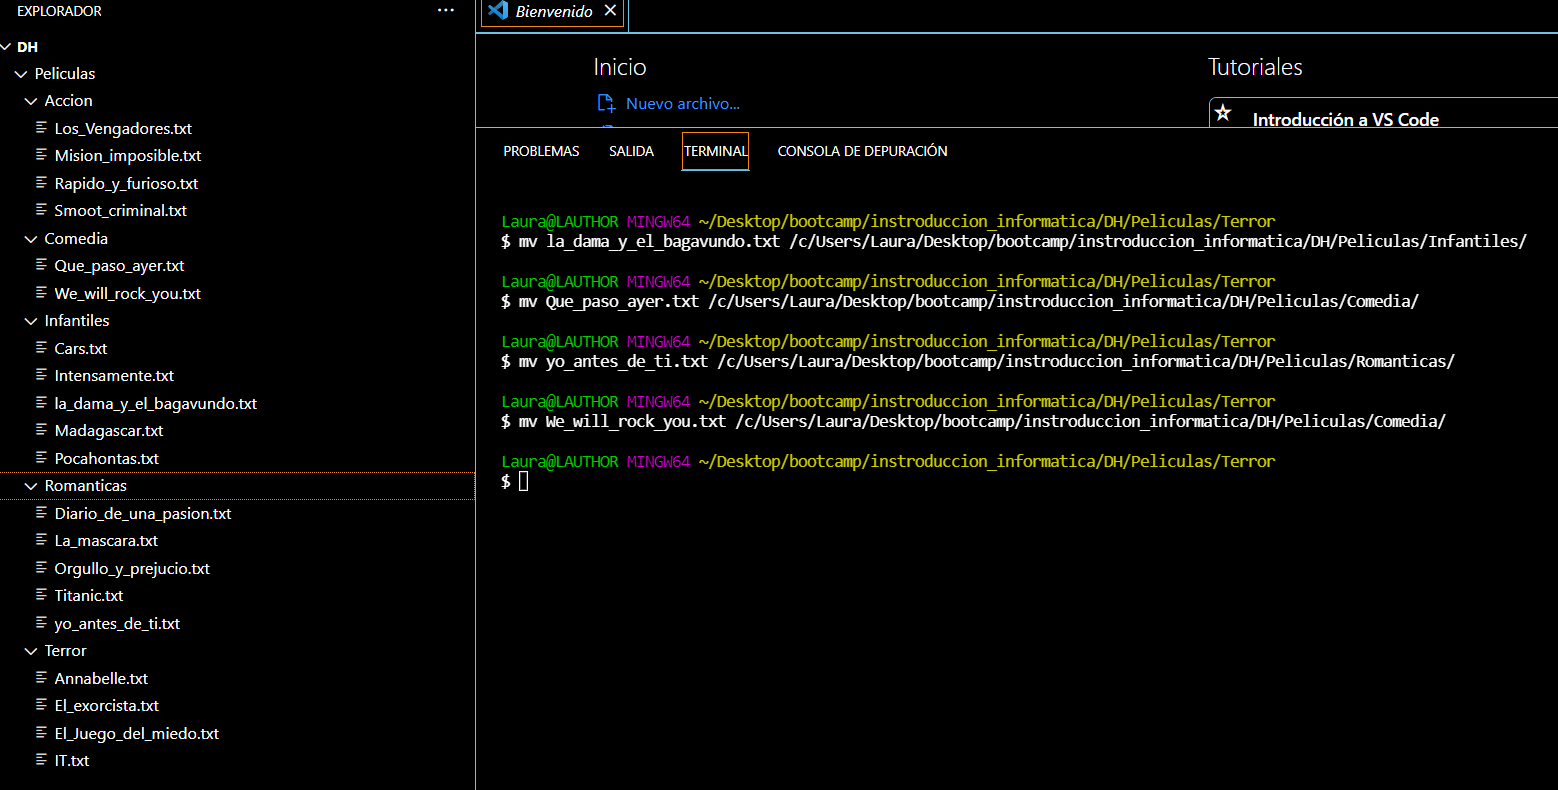 EXPLORADOR
DH
Peliculas
Accion
Los_Vengadores.txt
Mision_imposible.txt
Rapido_y_furioso.txt
Smoot_criminal.txt
Comedia
Que_paso_ayer.txt
We_will_rock_you.txt
Infantiles
Cars.txt
Intensamente.txt
la_dama_y_el_bagavundo.txt
Madagascar.txt
Pocahontas.txt
Romanticas
Diario_de_una_pasion.txt
La_mascara.txt
Orgullo_y_prejucio.txt
Titanic.txt
yo_antes_de_ti.txt
Terror
Annabelle.txt
El_exorcista.txt
El_Juego_del_miedo.txt
IT.txt
Bienvenido
Inicio
Nuevo archivo...
Tutoriales
Introducción a VS Code
PROBLEMAS SALIDA TERMINAL CONSOLA DE DEPURACIÓN
Laura@LAUTHOR MINGW64 ~/Desktop/bootcamp/instroduccion_informatica/DH/Peliculas/Terror
$ mv la_dama_y_el_bagavundo.txt /c/Users/Laura/Desktop/bootcamp/instroduccion_informatica/DH/Peliculas/Infantiles/
Laura@LAUTHOR MINGW64 ~/Desktop/bootcamp/instroduccion_informatica/DH/Peliculas/Terror
$ mv Que_paso_ayer.txt /c/Users/Laura/Desktop/bootcamp/instroduccion_informatica/DH/Peliculas/Comedia/
Laura@LAUTHOR MINGW64 ~/Desktop/bootcamp/instroduccion_informatica/DH/Peliculas/Terror
$ mv yo_antes_de_ti.txt /c/Users/Laura/Desktop/bootcamp/instroduccion_informatica/DH/Peliculas/Romanticas/
Laura@LAUTHOR MINGW64 ~/Desktop/bootcamp/instroduccion_informatica/DH/Peliculas/Terror
$ mv We_will_rock_you.txt /c/Users/Laura/Desktop/bootcamp/instroduccion_informatica/DH/Peliculas/Comedia/
Laura@LAUTHOR MINGW64 ~/Desktop/bootcamp/instroduccion_informatica/DH/Peliculas/Terror
$